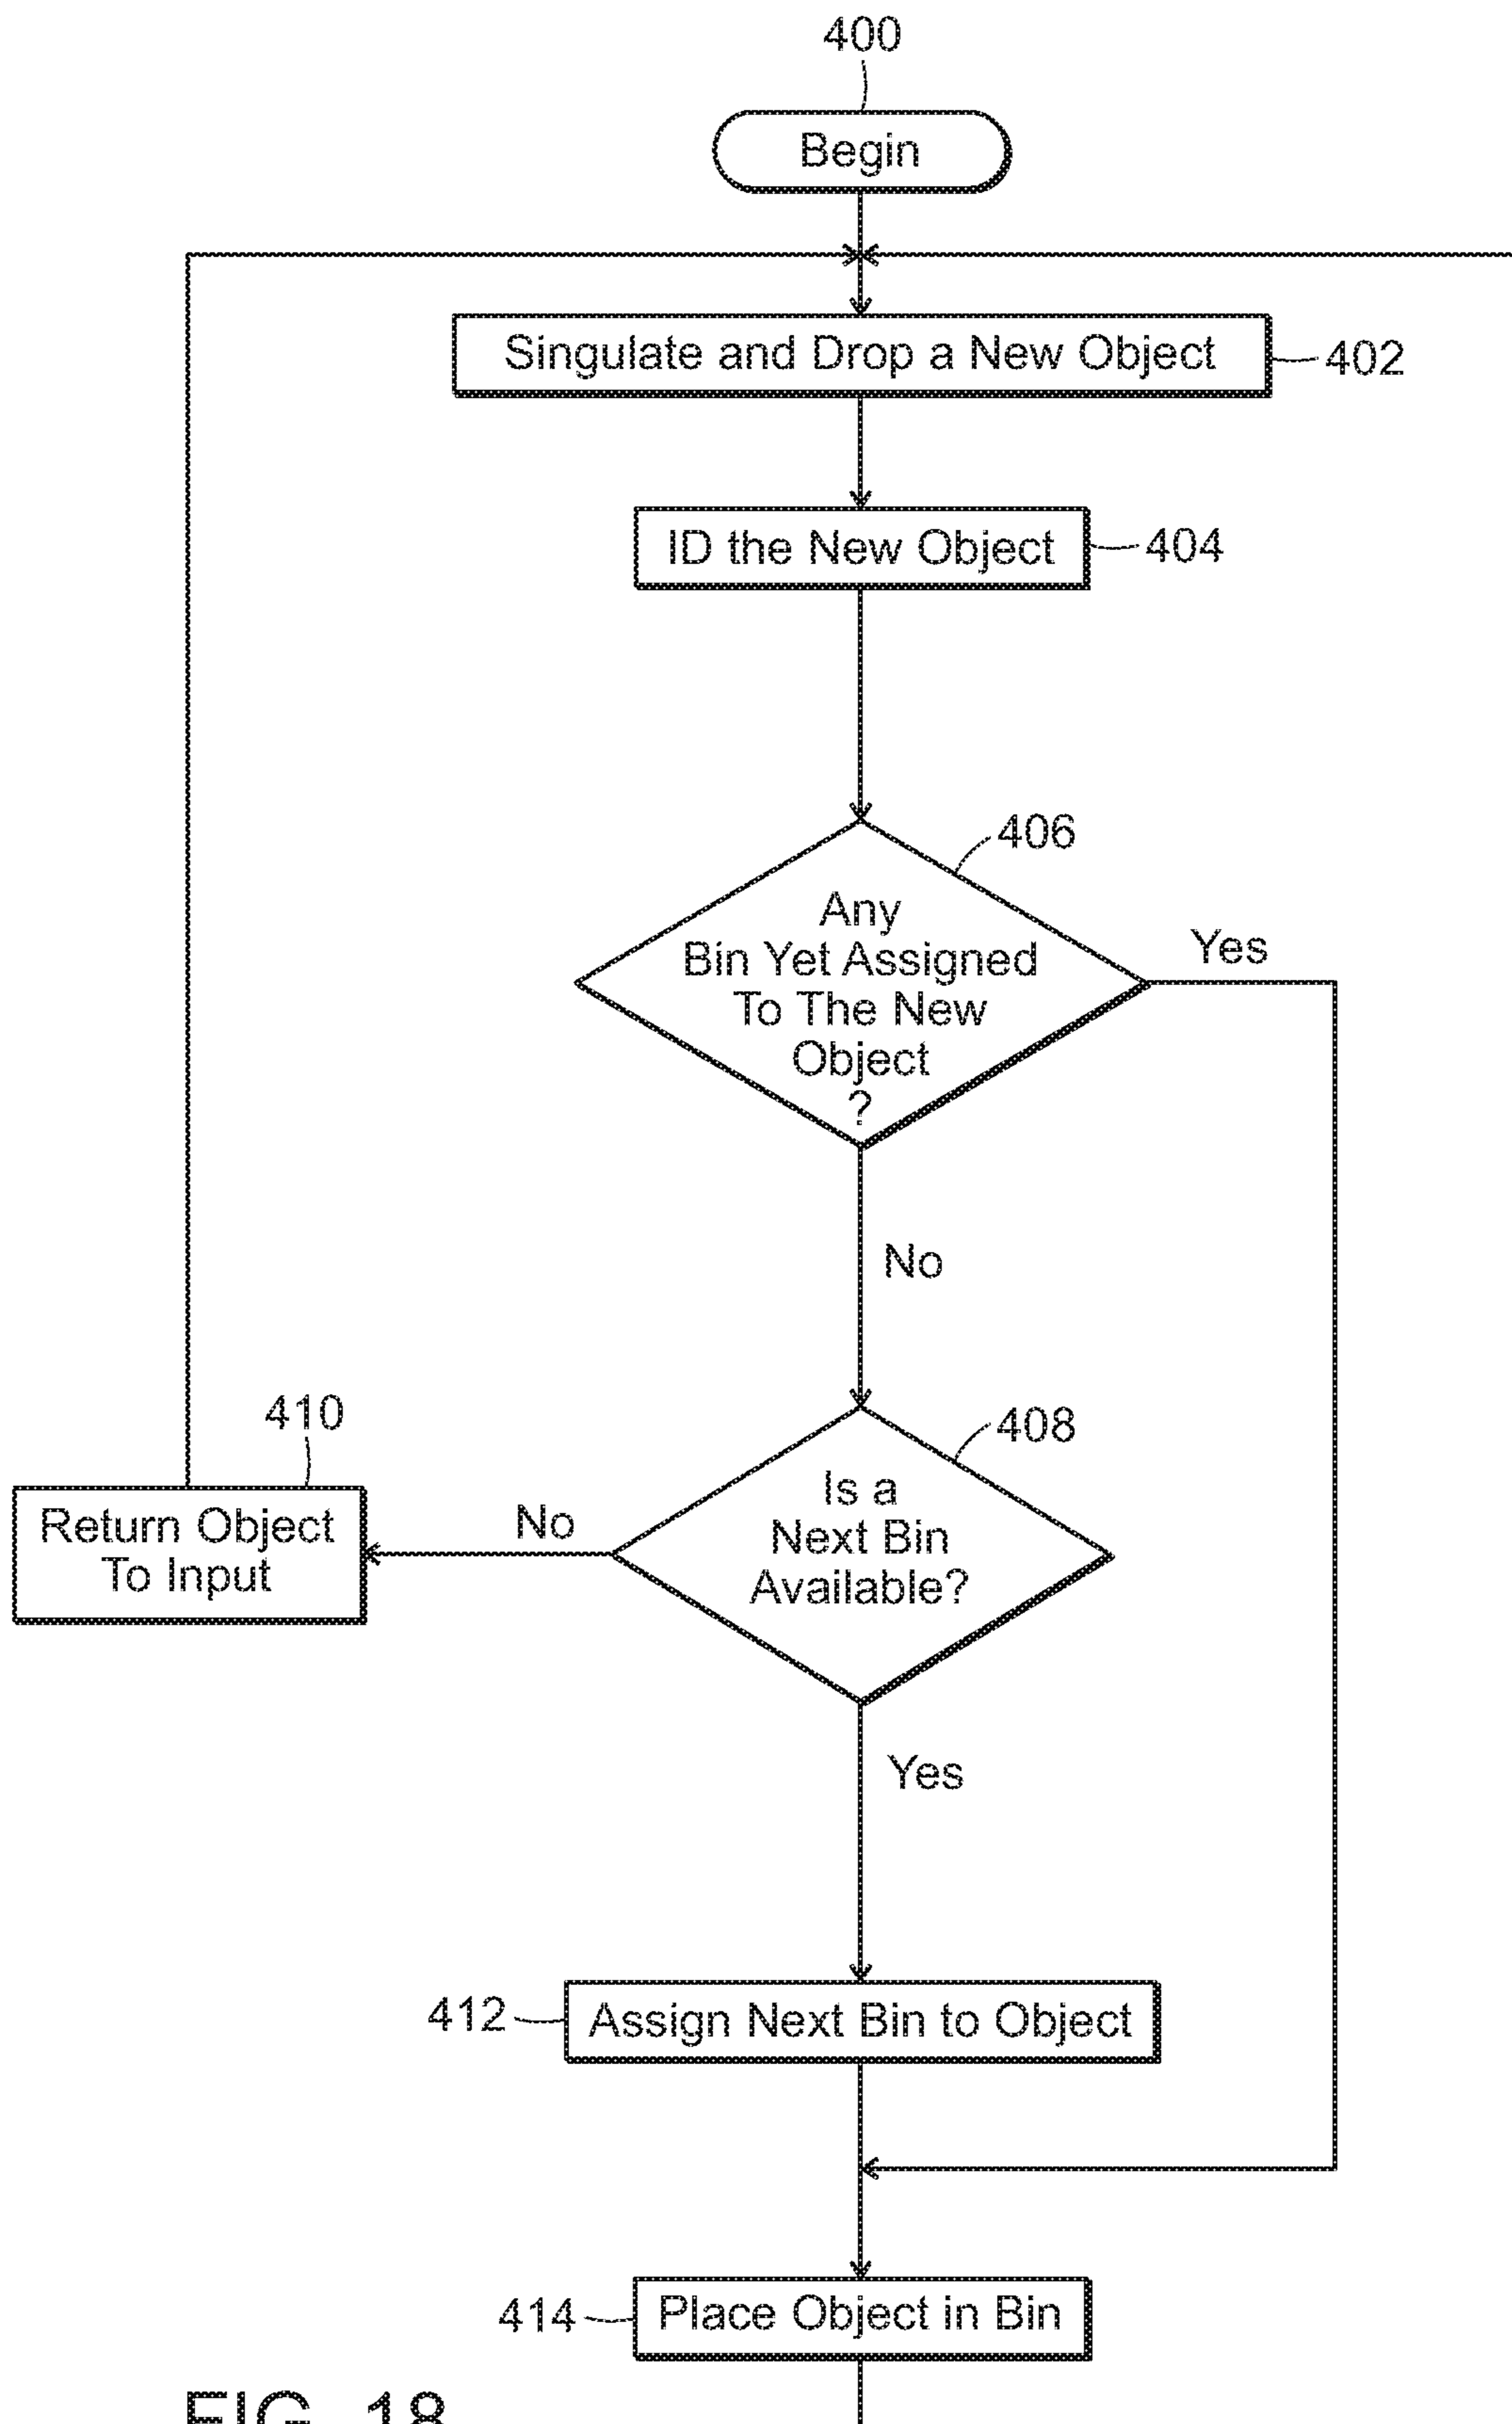 400
Begin
Singulate and Drop a New Object
402
ID the New Object
404
406
Any
Bin Yet Assigned
To The New
Object
?
Yes
No
410
408
Return Object
To Input
No
Is a
Next Bin
Available?
Yes
412
Assign Next Bin to Object
414
Place Object in Bin
FIG. 18